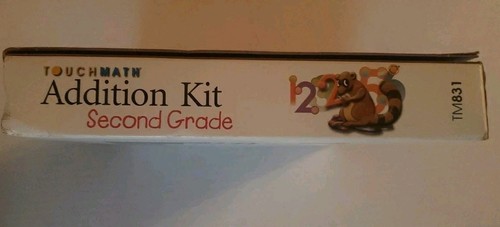 TOUCHMATH
Addition Kit
Second Grade
TM831